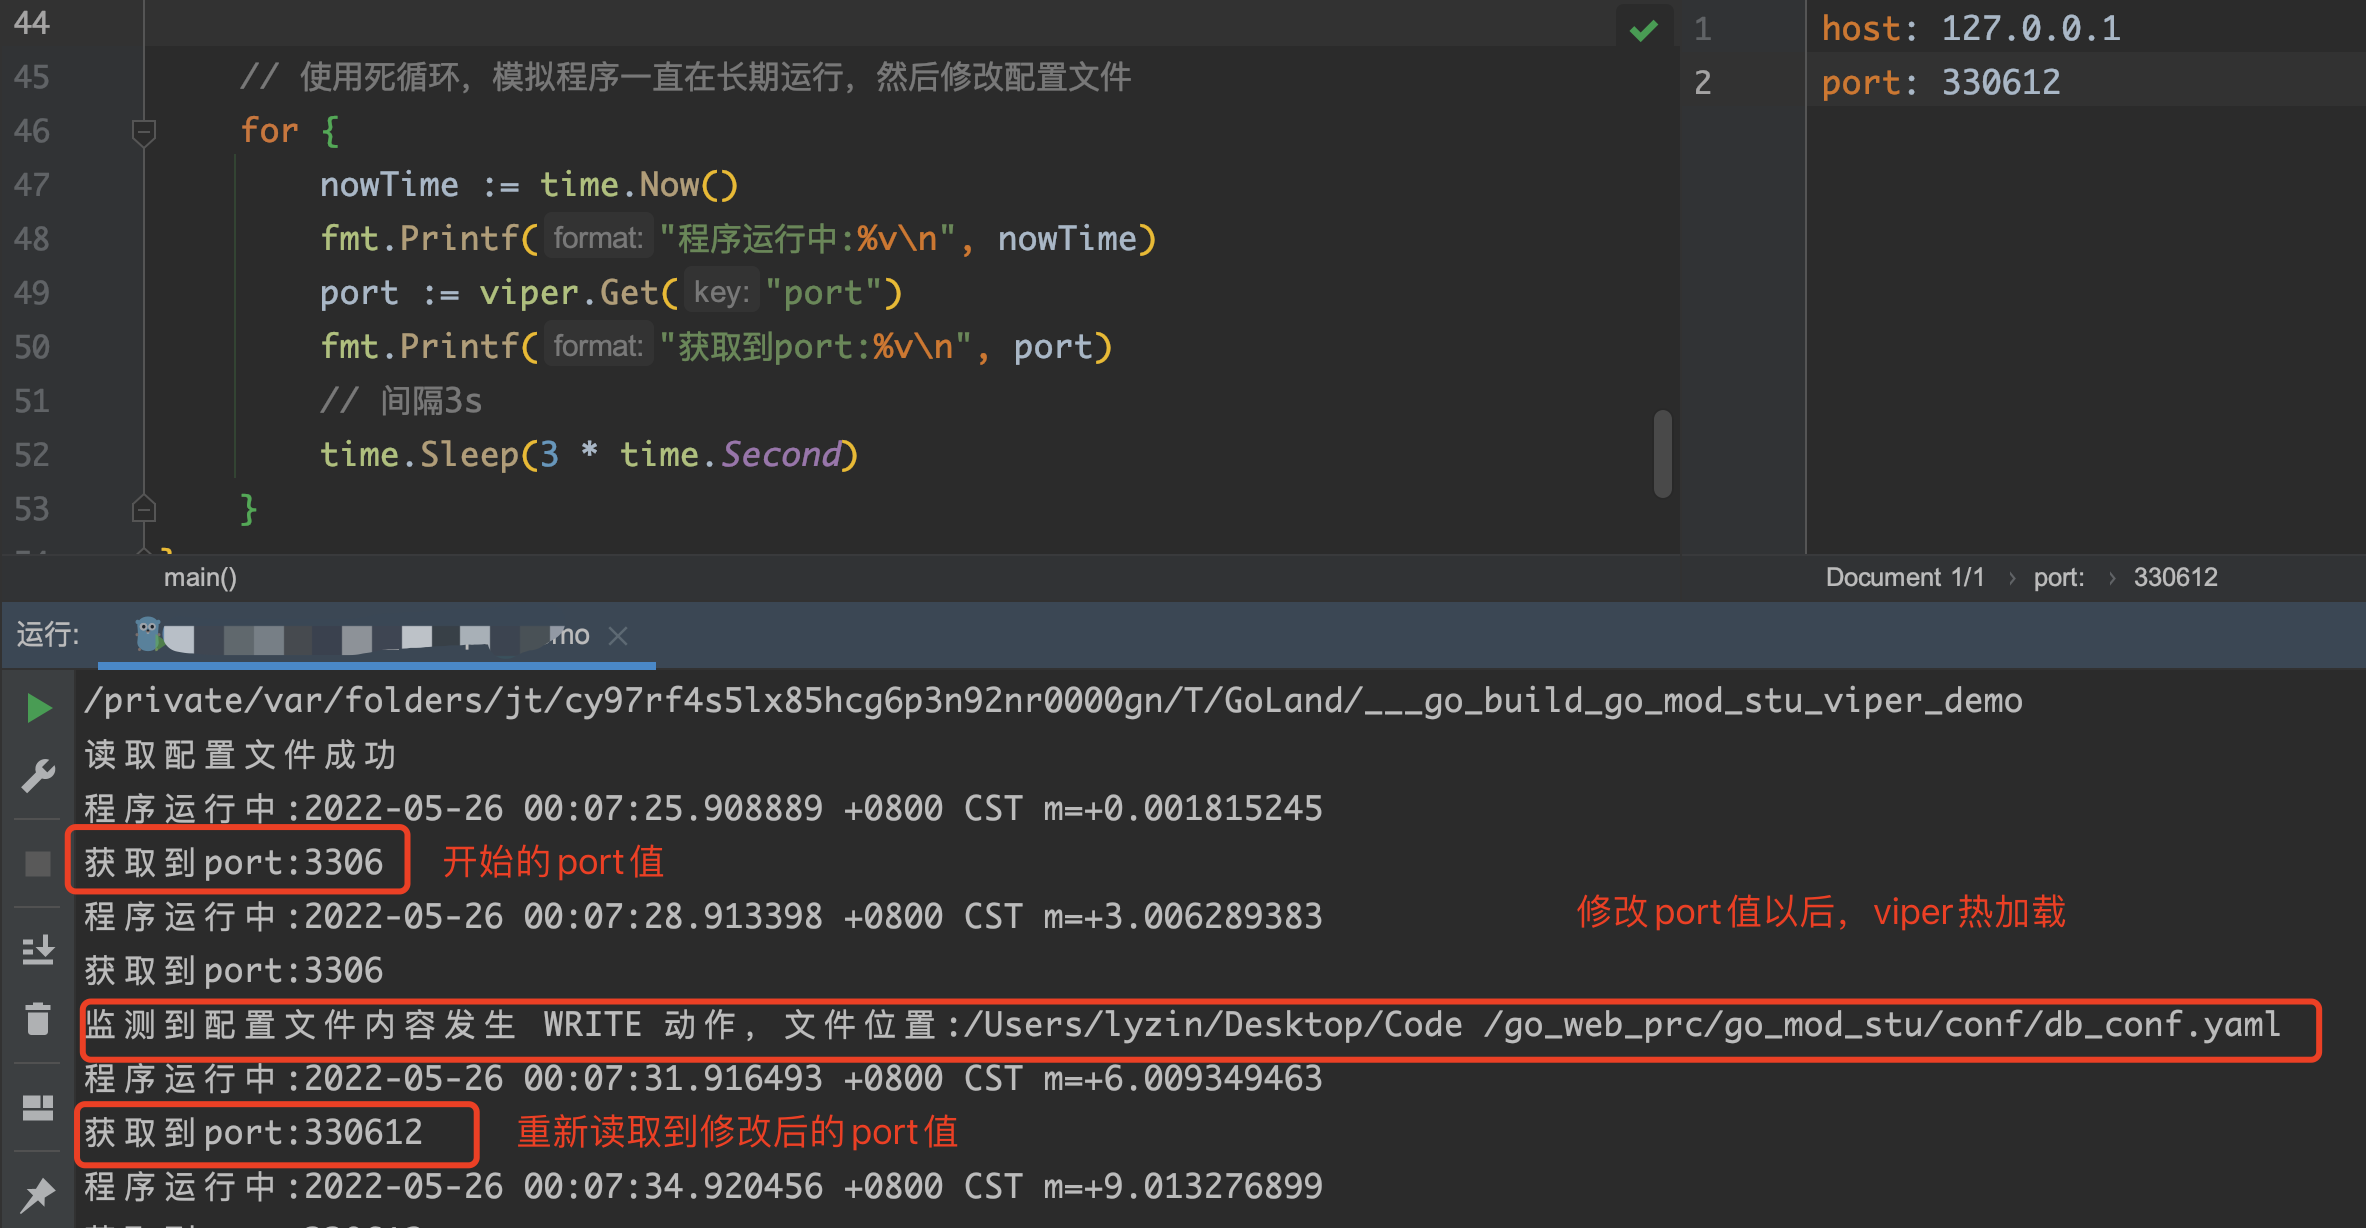 44
45 // 使用死循环，模拟程序一直在长期运行，然后修改配置文件
46 for {
47 nowTime := time.Now()
48 fmt.Printf( format: "程序运行中:%v\n", nowTime)
49 port := viper.Get( key: "port")
50 fmt.Printf( format: "获取到port:%v\n", port)
51 // 间隔3s
52 time.Sleep(3 * time.Second)
53 }
main()
1 host: 127.0.0.1
2 port: 330612
Document 1/1 › port: › 330612
运行:
/private/var/folders/jt/cy97rf4s5lx85hcg6p3n92nr0000gn/T/GoLand/___go_build_go_mod_stu_viper_demo
读取配置文件成功
程序运行中:2022-05-26 00:07:25.908889 +0800 CST m=+0.001815245
获取到port:3306 开始的port值
程序运行中:2022-05-26 00:07:28.913398 +0800 CST m=+3.006289383
修改port值以后，viper热加载
获取到port:3306
监测到配置文件内容发生 WRITE 动作, 文件位置:/Users/lyzin/Desktop/Code /go_web_prc/go_mod_stu/conf/db_conf.yaml
程序运行中:2022-05-26 00:07:31.916493 +0800 CST m=+6.009349463
获取到port:330612 重新读取到修改后的port值
程序运行中:2022-05-26 00:07:34.920456 +0800 CST m=+9.013276899